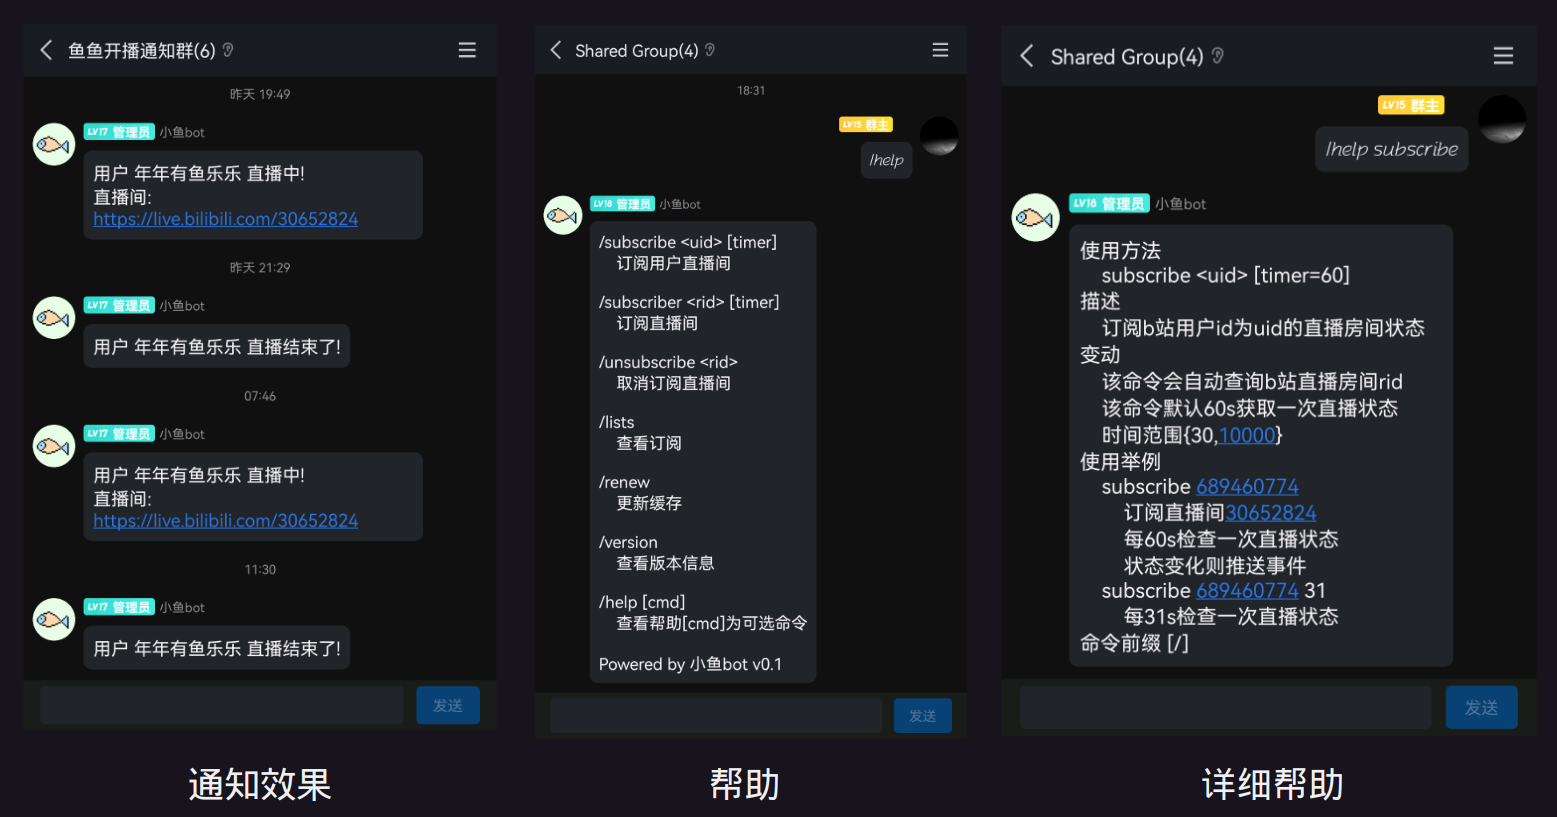 鱼鱼开播通知群(6)
昨天 19:49
LV17 管理员 小鱼bot
用户 年年有鱼乐乐 直播中!
直播间:
https://live.bilibili.com/30652824
昨天 21:29
LV17 管理员 小鱼bot
用户 年年有鱼乐乐 直播结束了!
07:46
LV17 管理员 小鱼bot
用户 年年有鱼乐乐 直播中!
直播间:
https://live.bilibili.com/30652824
11:30
LV17 管理员 小鱼bot
用户 年年有鱼乐乐 直播结束了!
发送
通知效果
Shared Group(4)
18:31
LV15 群主
/help
LV18 管理员 小鱼bot
/subscribe <uid> [timer]
订阅用户直播间
/subscriber <rid> [timer]
订阅直播间
/unsubscribe <rid>
取消订阅直播间
/lists
查看订阅
/renew
更新缓存
/version
查看版本信息
/help [cmd]
查看帮助[cmd]为可选命令
Powered by 小鱼bot v0.1
发送
帮助
Shared Group(4)
LV15 群主
/help subscribe
LV18 管理员 小鱼bot
使用方法
subscribe <uid> [timer=60]
描述
订阅b站用户id为uid的直播房间状态
变动
该命令会自动查询b站直播房间rid
该命令默认60s获取一次直播状态
时间范围{30,10000}
使用举例
subscribe 689460774
订阅直播间30652824
每60s检查一次直播状态
状态变化则推送事件
subscribe 689460774 31
每31s检查一次直播状态
命令前缀 [/]
发送
详细帮助